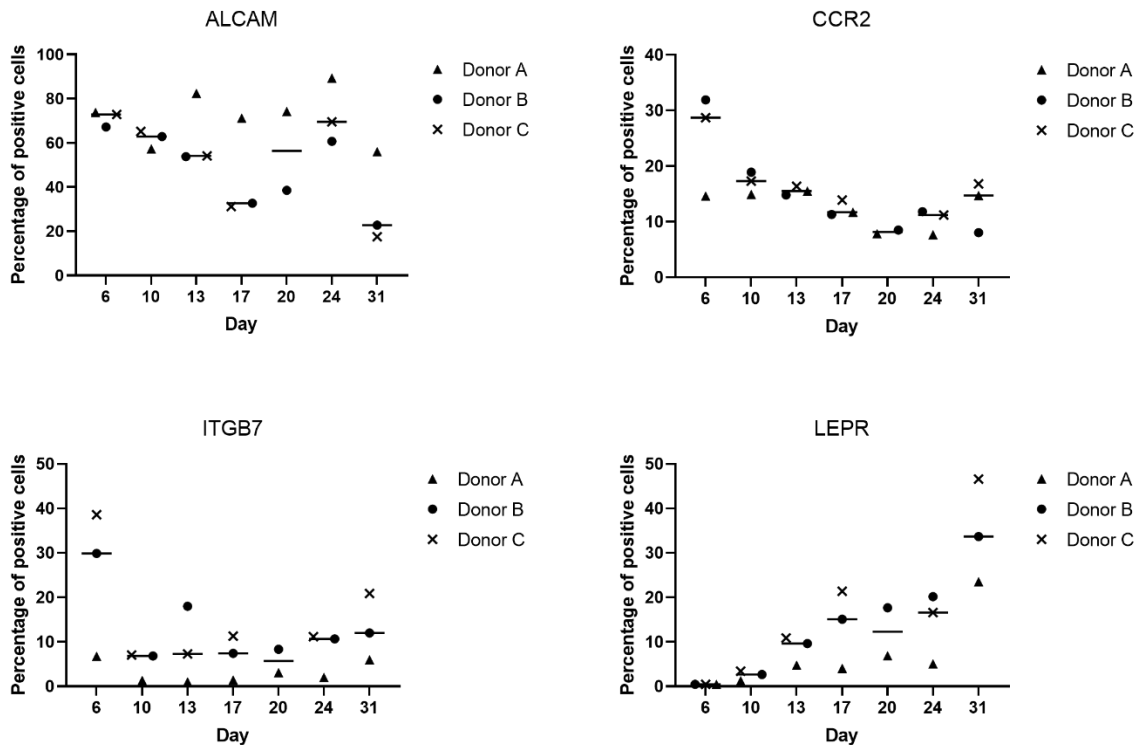 ALCAM
Percentage of positive cells
100
80
60
40
20
0
6 10 13 17 20 24 31
Day
Donor A
Donor B
Donor C
CCR2
Percentage of positive cells
40
30
20
10
0
6 10 13 17 20 24 31
Day
Donor A
Donor B
Donor C
ITGB7
Percentage of positive cells
50
40
30
20
10
0
6 10 13 17 20 24 31
Day
Donor A
Donor B
Donor C
LEPR
Percentage of positive cells
50
40
30
20
10
0
6 10 13 17 20 24 31
Day
Donor A
Donor B
Donor C